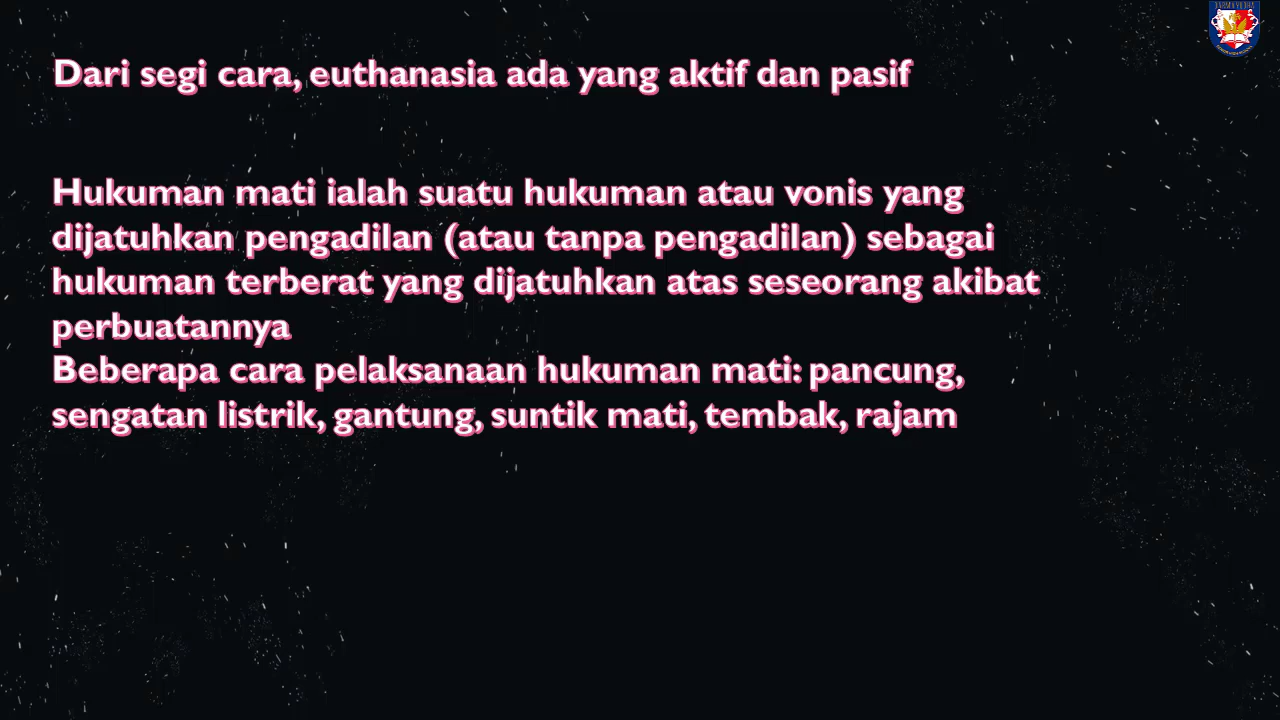 Dari segi cara, euthanasia ada yang aktif dan pasif
Hukuman mati ialah suatu hukuman atau vonis yang
dijatuhkan pengadilan (atau tanpa pengadilan) sebagai
hukuman terberat yang dijatuhkan atas seseorang akibat
perbuatannya
Beberapa cara pelaksanaan hukuman mati: pancung,
sengatan listrik, gantung, suntik mati, tembak, rajam